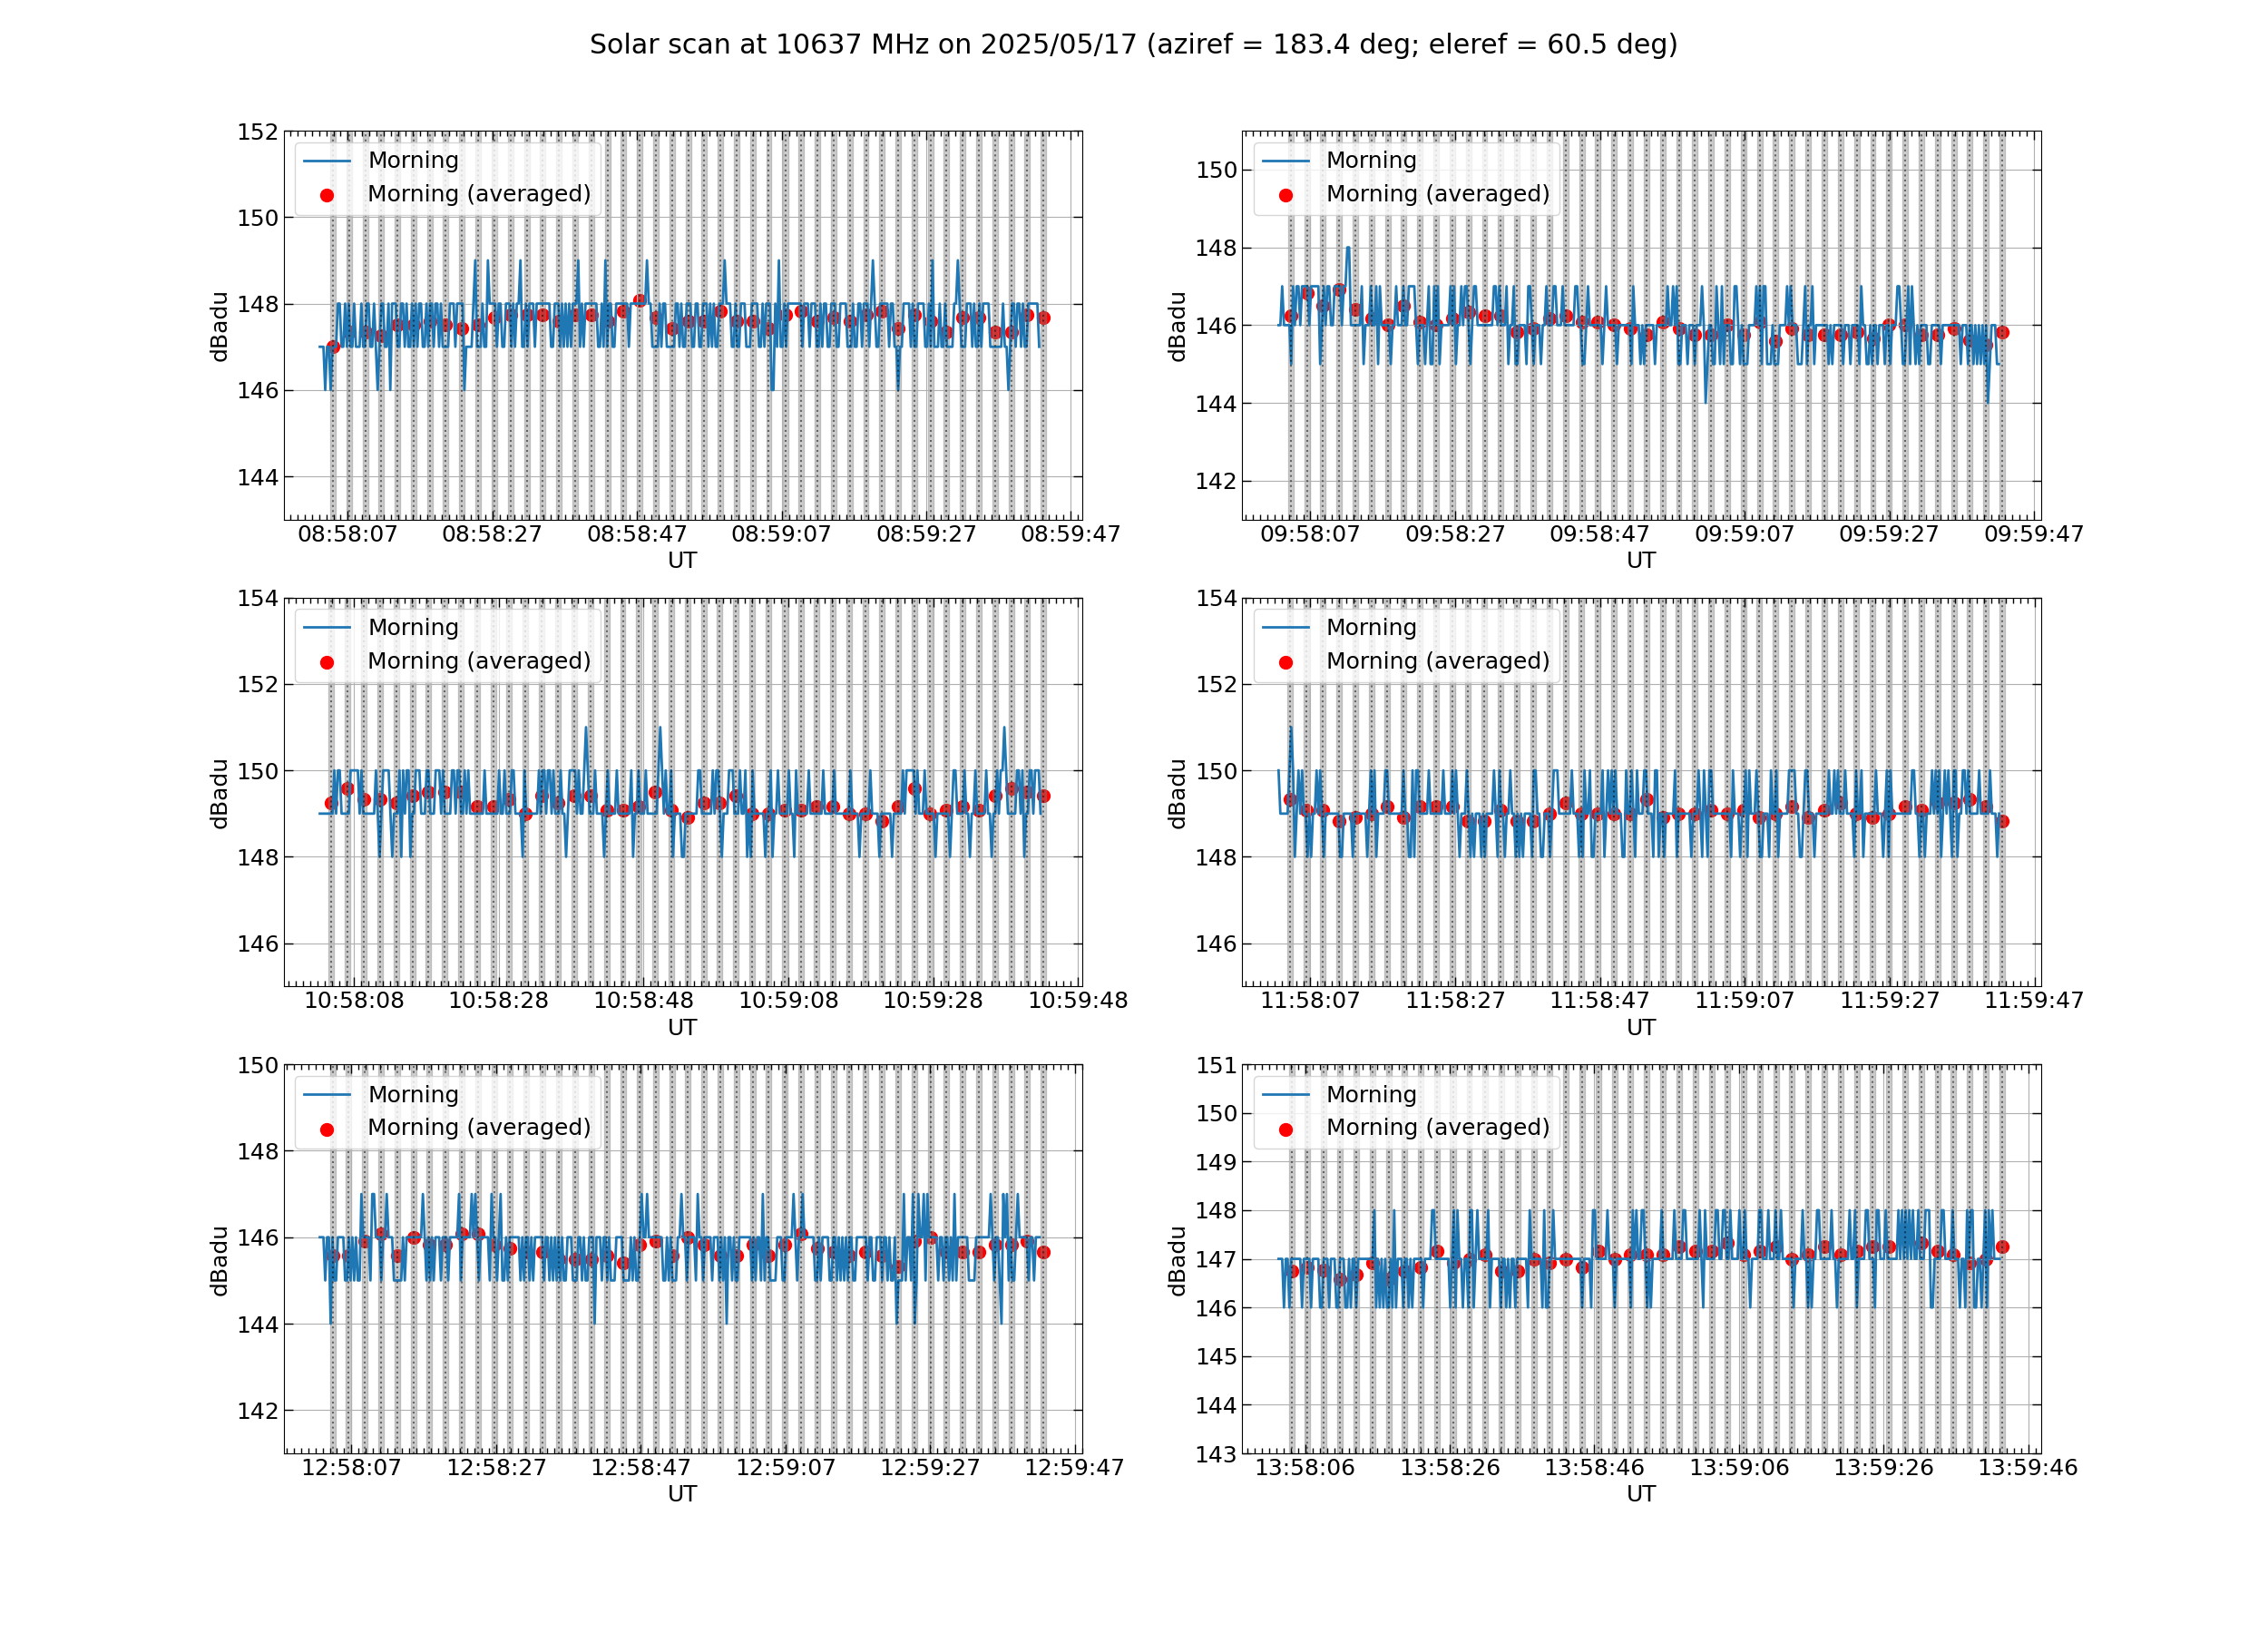 Solar scan at 10637 MHz on 2025/05/17 (aziref = 183.4 deg; eleref = 60.5 deg)
152
150
148
146
144
dBadu
Morning
Morning (averaged)
08:58:07 08:58:27 08:58:47 08:59:07 08:59:27 08:59:47
UT
150
148
146
144
142
dBadu
Morning
Morning (averaged)
09:58:07 09:58:27 09:58:47 09:59:07 09:59:27 09:59:47
UT
154
152
150
148
146
dBadu
Morning
Morning (averaged)
10:58:08 10:58:28 10:58:48 10:59:08 10:59:28 10:59:48
UT
154
152
150
148
146
dBadu
Morning
Morning (averaged)
11:58:07 11:58:27 11:58:47 11:59:07 11:59:27 11:59:47
UT
150
148
146
144
142
dBadu
Morning
Morning (averaged)
12:58:07 12:58:27 12:58:47 12:59:07 12:59:27 12:59:47
UT
151
150
149
148
147
146
145
144
143
dBadu
Morning
Morning (averaged)
13:58:06 13:58:26 13:58:46 13:59:06 13:59:26 13:59:46
UT